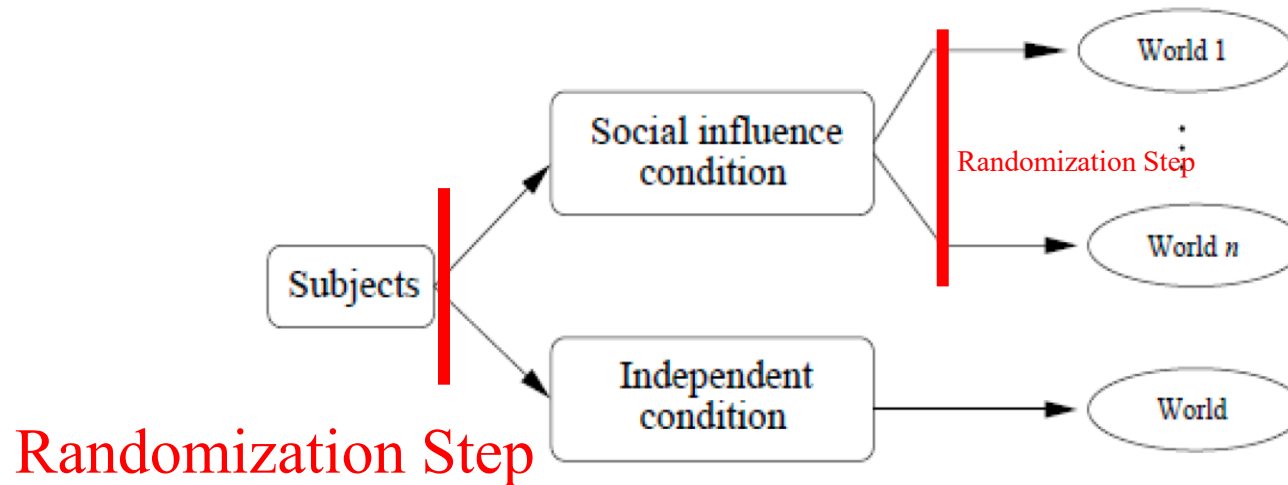 World 1
Social influence
condition
Randomization Step
World n
Subjects
Independent
condition
World
Randomization Step